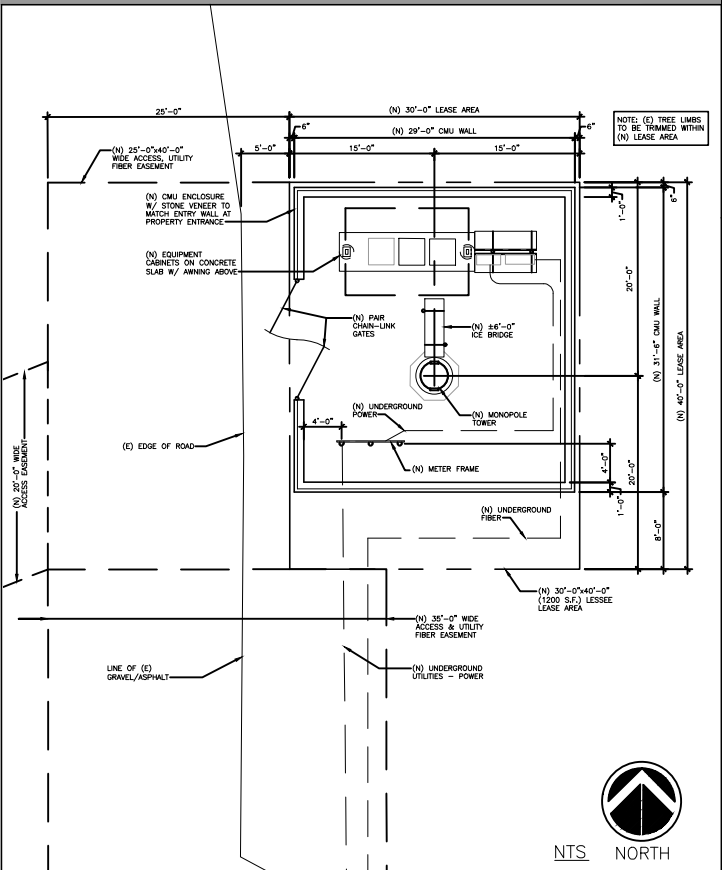 25'-0"
(N) 30'-0" LEASE AREA
6"
(N) 29'-0" CMU WALL
6"
NOTE: (E) TREE LIMBS
TO BE TRIMMED WITHIN
(N) LEASE AREA
5'-0"
15'-0"
15'-0"
(N) 25'-0"x40'-0"
WIDE ACCESS, UTILITY
FIBER EASEMENT
(N) CMU ENCLOSURE
W/ STONE VENEER TO
MATCH ENTRY WALL AT
PROPERTY ENTRANCE
1'-0"
6"
(N) EQUIPMENT
CABINETS ON CONCRETE
SLAB W/ AWNING ABOVE
20'-0"
(N) 31'-6" CMU WALL
(N) 40'-0" LEASE AREA
(N) PAIR
CHAIN-LINK
GATES
(N) ±6'-0"
ICE BRIDGE
(N) UNDERGROUND
POWER
(N) MONOPOLE
TOWER
4'-0"
(E) EDGE OF ROAD
(N) 20'-0" WIDE
ACCESS EASEMENT
(N) METER FRAME
4'-0"
20'-0"
1'-0"
(N) UNDERGROUND
FIBER
8'-0"
(N) 30'-0"x40'-0"
(1200 S.F.) LESSEE
LEASE AREA
(N) 35'-0" WIDE
ACCESS & UTILITY
FIBER EASEMENT
LINE OF (E)
GRAVEL/ASPHALT
(N) UNDERGROUND
UTILITIES - POWER
NTS
NORTH